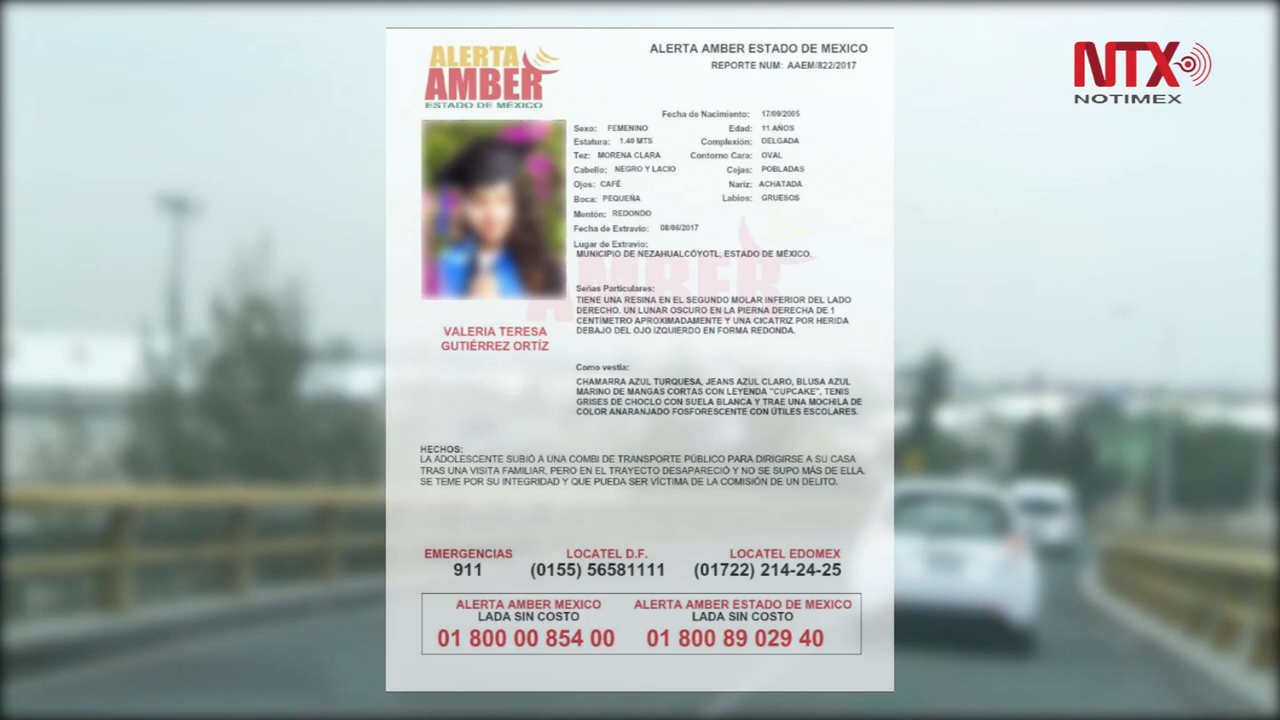 ALERTA
AMBER
ESTADO DE MÉXICO
ALERTA AMBER ESTADO DE MEXICO
REPORTE NUM: AAEM/822/2017
NTX
NOTIMEX
Fecha de Nacimiento: 17/09/2005
Sexo: FEMENINO Edad: 11 AÑOS
Estatura: 1.40 MTS Complexión: DELGADA
Tez: MORENA CLARA Contorno Cara: OVAL
Cabello: NEGRO Y LACIO Cejas: POBLADAS
Ojos: CAFÉ Nariz: ACHATADA
Boca: PEQUEÑA Labios: GRUESOS
Mentón: REDONDO
Fecha de Extravío: 08/06/2017
Lugar de Extravío:
MUNICIPIO DE NEZAHUALCÓYOTL, ESTADO DE MÉXICO.
AMBER
Señas Particulares:
TIENE UNA RESINA EN EL SEGUNDO MOLAR INFERIOR DEL LADO
DERECHO. UN LUNAR OSCURO EN LA PIERNA DERECHA DE 1
CENTÍMETRO APROXIMADAMENTE Y UNA CICATRIZ POR HERIDA
DEBAJO DEL OJO IZQUIERDO EN FORMA REDONDA.
VALERIA TERESA
GUTIÉRREZ ORTÍZ
Como vestía:
CHAMARRA AZUL TURQUESA, JEANS AZUL CLARO, BLUSA AZUL
MARINO DE MANGAS CORTAS CON LEYENDA "CUPCAKE", TENIS
GRISES DE CHOCLO CON SUELA BLANCA Y TRAE UNA MOCHILA DE
COLOR ANARANJADO FOSFORESCENTE CON ÚTILES ESCOLARES.
HECHOS:
LA ADOLESCENTE SUBIÓ A UNA COMBI DE TRANSPORTE PÚBLICO PARA DIRIGIRSE A SU CASA
TRAS UNA VISITA FAMILIAR, PERO EN EL TRAYECTO DESAPARECIÓ Y NO SE SUPO MÁS DE ELLA.
SE TEME POR SU INTEGRIDAD Y QUE PUEDA SER VÍCTIMA DE LA COMISIÓN DE UN DELITO.
EMERGENCIAS LOCATEL D.F. LOCATEL EDOMEX
911 (0155) 56581111 (01722) 214-24-25
ALERTA AMBER MEXICO ALERTA AMBER ESTADO DE MEXICO
LADA SIN COSTO LADA SIN COSTO
01 800 00 854 00 01 800 89 029 40